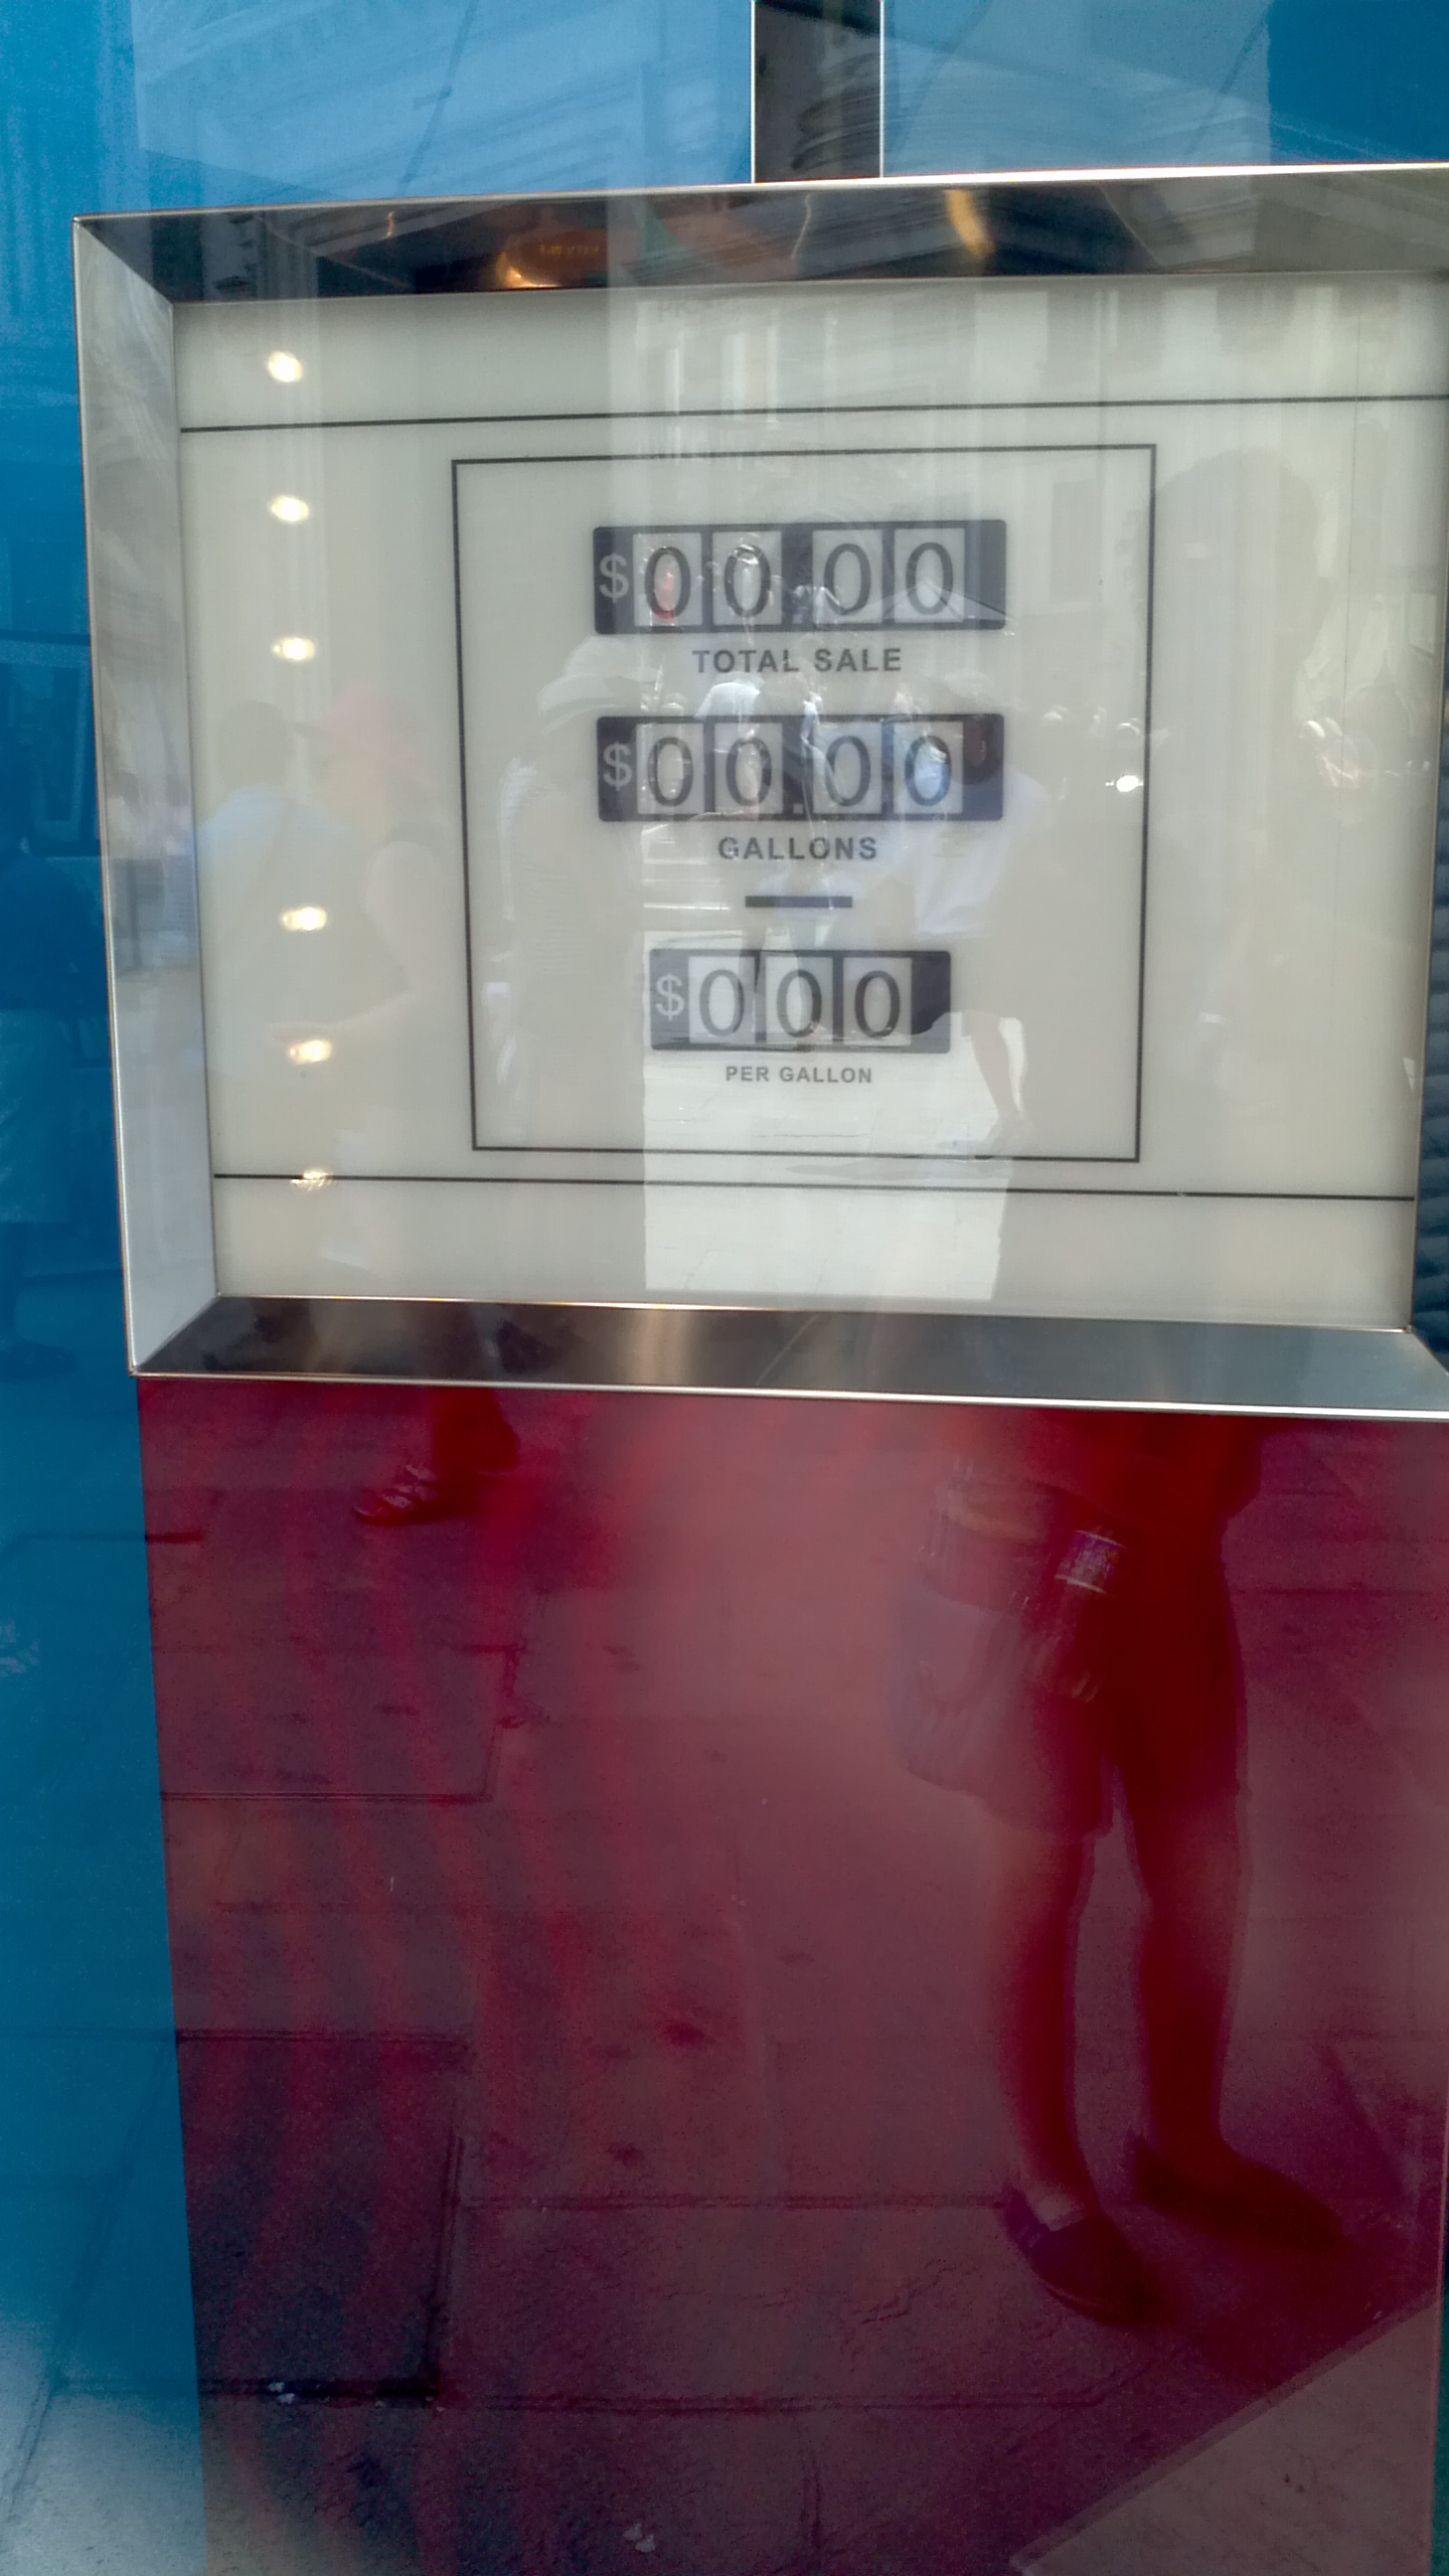 $00.00
TOTAL SALE
$00.00
GALLONS
$000
PER GALLON